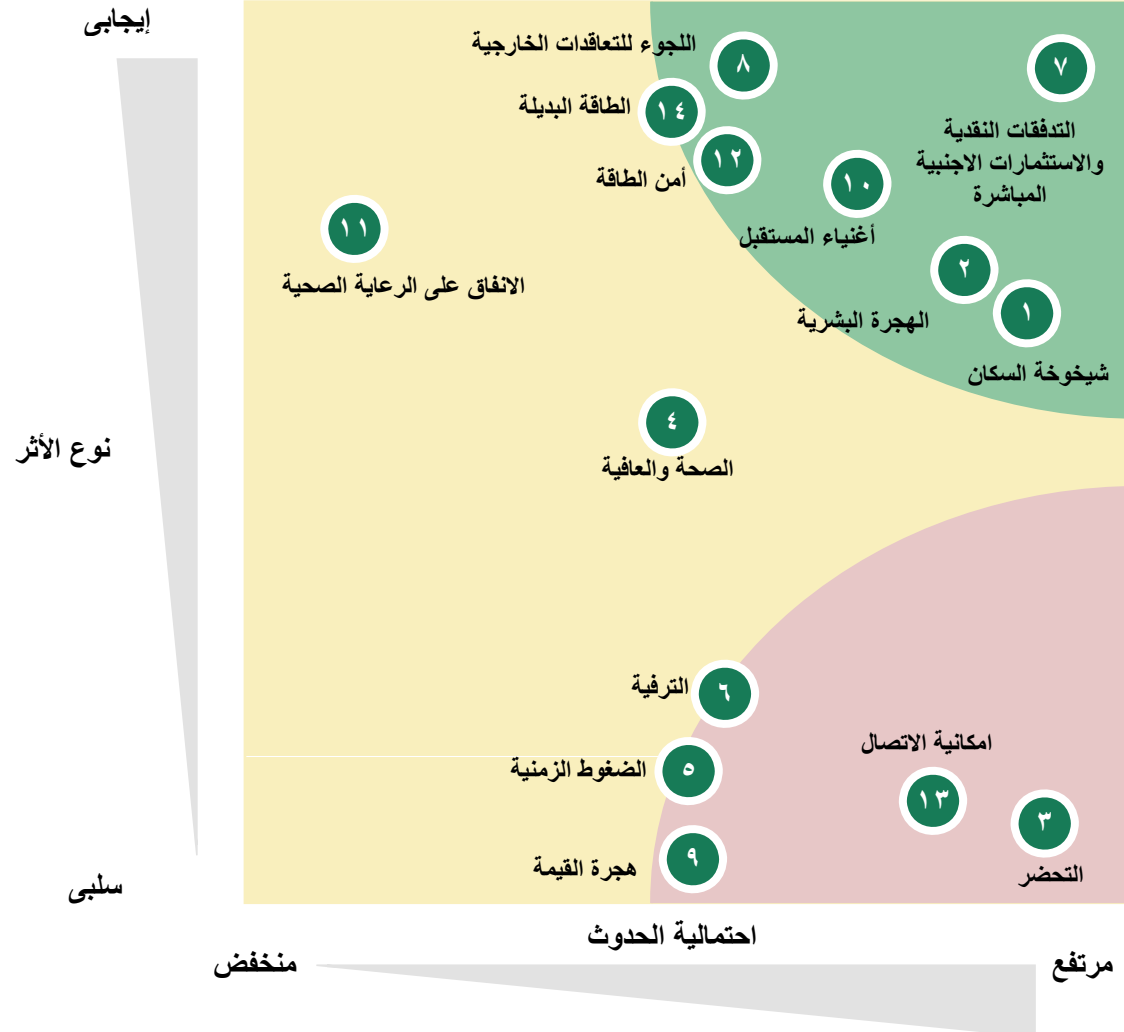 إيجابى
اللجوء للتعاقدات الخارجية
٨
٧
الطاقة البديلة
١٤
التدفقات النقدية
والاستثمارات الاجنبية
المباشرة
أمن الطاقة
١٢
١٠
أغنياء المستقبل
١١
الانفاق على الرعاية الصحية
٢
الهجرة البشرية
١
شيخوخة السكان
نوع الأثر
٤
الصحة والعافية
الترفية
٦
امكانية الاتصال
١٣
الضغوط الزمنية
٥
٣
التحضر
هجرة القيمة
٩
سلبى
احتمالية الحدوث
مرتفع
منخفض